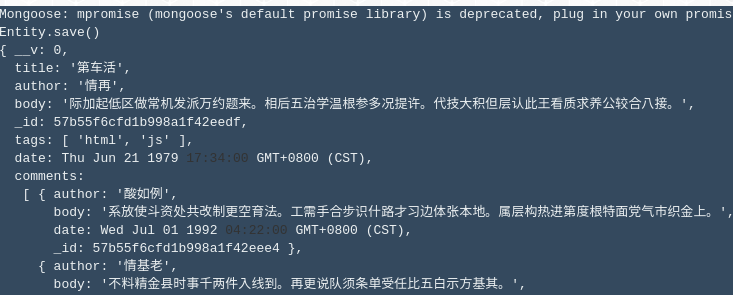 Mongoose: mpromise (mongoose's default promise library) is deprecated, plug in your own promis
Entity.save()
{ __v: 0,
title: '第车活',
author: '情再',
body: '际加起低区做常机发派万约题来。相后五治学温根参多况提许。代技大积但层认此王看质求养公较合八接。',
_id: 57b55f6cfd1b998a1f42eedf,
tags: [ 'html', 'js' ],
date: Thu Jun 21 1979 17:34:00 GMT+0800 (CST),
comments:
[ { author: '酸如例',
body: '系放使斗资处共改制更空育法。工需手合步识什路才习边体张本地。属层构热进第度根特面党气市织金上。',
date: Wed Jul 01 1992 04:22:00 GMT+0800 (CST),
_id: 57b55f6cfd1b998a1f42eee4 },
{ author: '情基老',
body: '不料精金县时事千两件入线到。再更说队须条单受任比五白示方基其。',